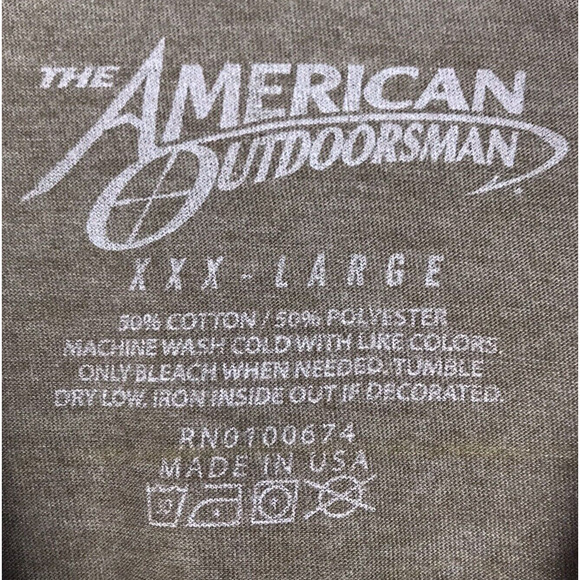 THE AMERICAN
OUTDOORSMAN
XXX-LARGE
50% COTTON / 50% POLYESTER
MACHINE WASH COLD WITH LIKE COLORS.
ONLY BLEACH WHEN NEEDED. TUMBLE
DRY LOW. IRON INSIDE OUT IF DECORATED.
RN0100674
MADE IN USA
30